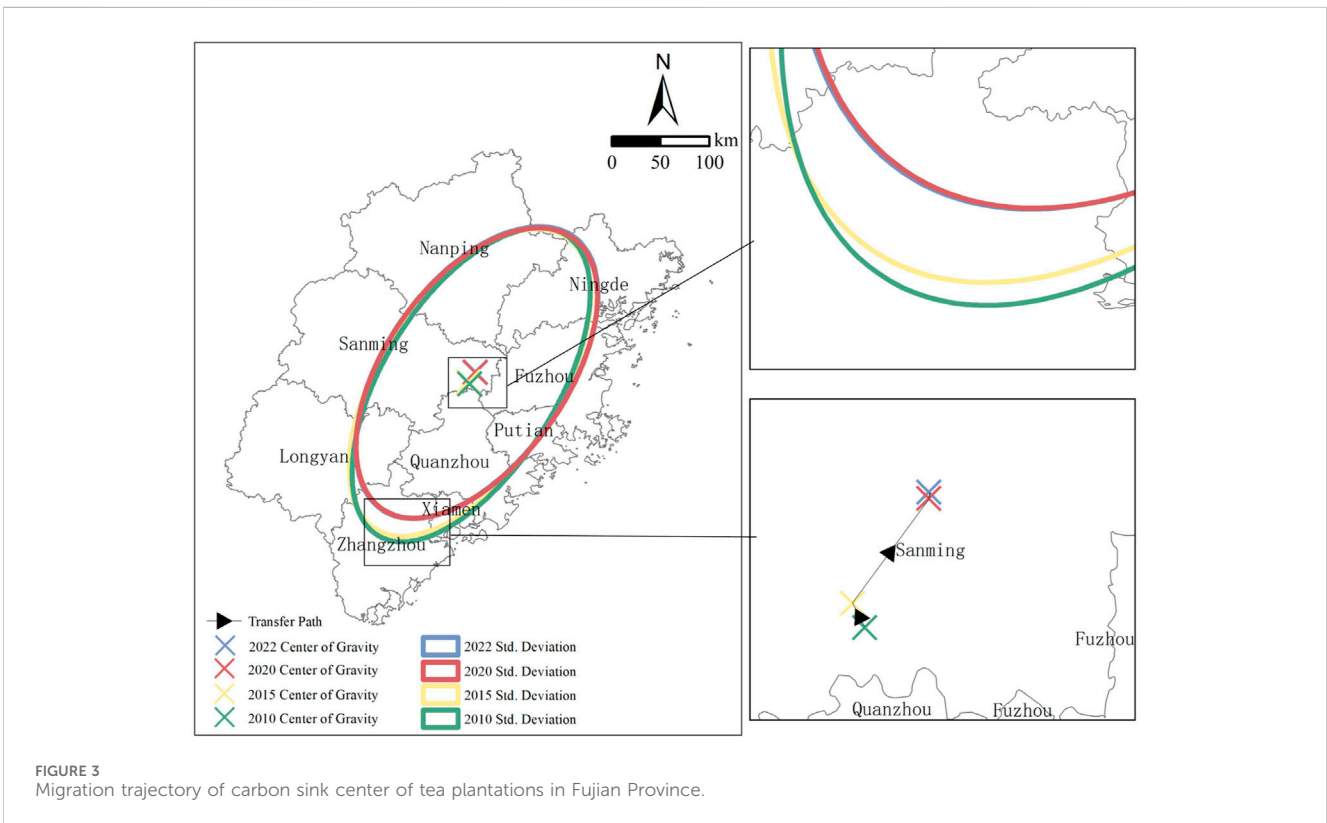 N
km
0 50 100
Nanping
Ningde
Sanming
Fuzhou
Putian
Longyan
Quanzhou
Xiamen
Zhangzhou
Transfer Path
2022 Center of Gravity
2022 Std. Deviation
2020 Center of Gravity
2020 Std. Deviation
2015 Center of Gravity
2015 Std. Deviation
2010 Center of Gravity
2010 Std. Deviation
Sanming
Fuzhou
Quanzhou
Fuzhou
FIGURE 3
Migration trajectory of carbon sink center of tea plantations in Fujian Province.